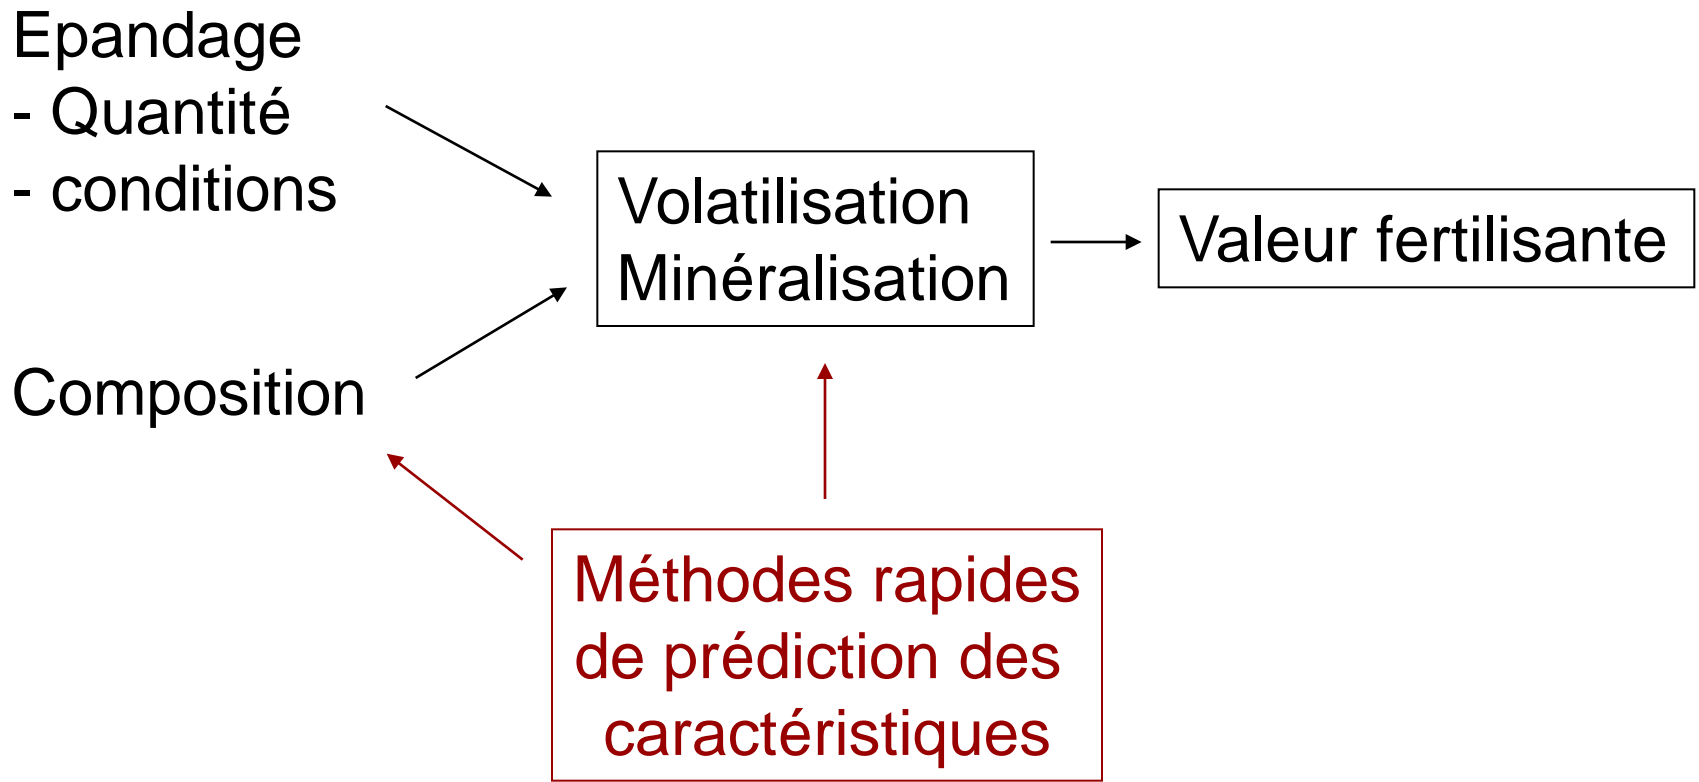 Epandage
- Quantité
- conditions
Volatilisation
Minéralisation
Valeur fertilisante
Composition
Méthodes rapides
de prédiction des
caractéristiques